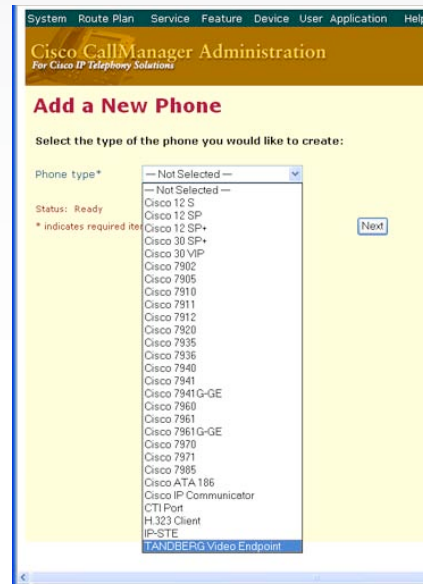 System Route Plan Service Feature Device User Application Help
Cisco CallManager Administration
For Cisco IP Telephony Solutions
Add a New Phone
Select the type of the phone you would like to create:
Phone type* — Not Selected —
— Not Selected —
Cisco 12 S
Cisco 12 SP
Cisco 12 SP+
Cisco 30 SP+
Cisco 30 VIP
Cisco 7902
Cisco 7905
Cisco 7910
Cisco 7911
Cisco 7912
Cisco 7920
Cisco 7935
Cisco 7936
Cisco 7940
Cisco 7941
Cisco 7941G-GE
Cisco 7960
Cisco 7961
Cisco 7961G-GE
Cisco 7970
Cisco 7971
Cisco 7985
Cisco ATA 186
Cisco IP Communicator
CTI Port
H.323 Client
IP-STE
TANDBERG Video Endpoint
Status: Ready
* indicates required
Next